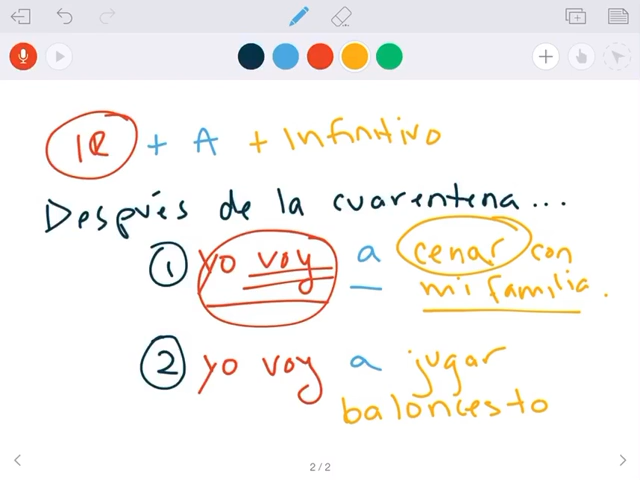 IR + A + Infinitivo
Después de la cuarentena...
1 yo voy a cenar con
mi familia.
2 yo voy a jugar
baloncesto
2/2